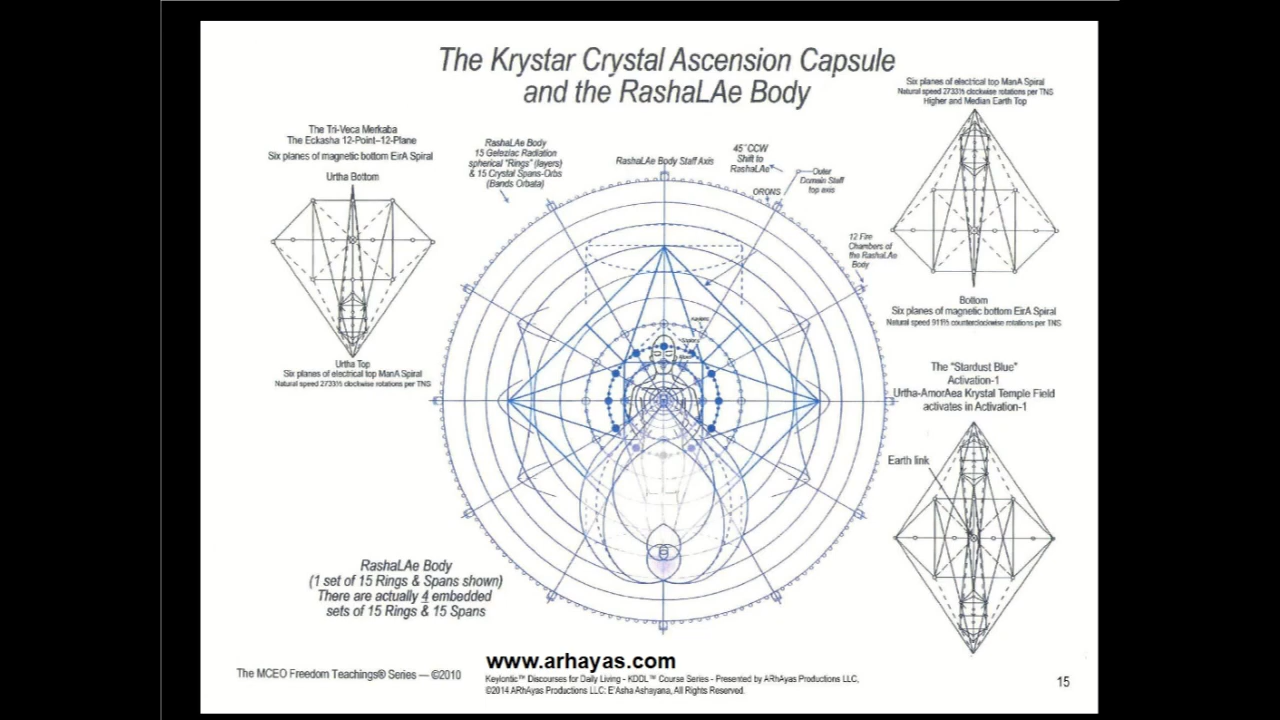 The Krystar Crystal Ascension Capsule
and the RashaLAe Body
The Tri-Veca Merkaba
The Eckasha 12-Point–12-Plane
Six planes of magnetic bottom EirA Spiral
Urtha Bottom
Urtha Top
Six planes of electrical top ManA Spiral
Natural speed 2733⅓ clockwise rotations per TNS
RashaLAe Body
15 Geleziac Radiation
spherical "Rings" (layers)
& 15 Crystal Spans-Orbs
(Bands Orbata)
RashaLAe Body Staff Axis
45° CCW
Shift to
RashaLAe
Outer
Domain Staff
top axis
ORONS
12 Fire
Chambers of
the RashaLAe
Body
Six planes of electrical top ManA Spiral
Natural speed 2733⅓ clockwise rotations per TNS
Higher and Median Earth Top
Bottom
Six planes of magnetic bottom EirA Spiral
Natural speed 911⅓ counterclockwise rotations per TNS
The "Stardust Blue"
Activation-1
Urtha-AmorAea Krystal Temple Field
activates in Activation-1
Earth link
RashaLAe Body
(1 set of 15 Rings & Spans shown)
There are actually 4 embedded
sets of 15 Rings & 15 Spans
The MCEO Freedom Teachings® Series — ©2010
www.arhayas.com
Keylontic™ Discourses for Daily Living - KDDL™ Course Series - Presented by ARhAyas Productions LLC,
©2014 ARhAyas Productions LLC: E'Asha Ashayana, All Rights Reserved.
15